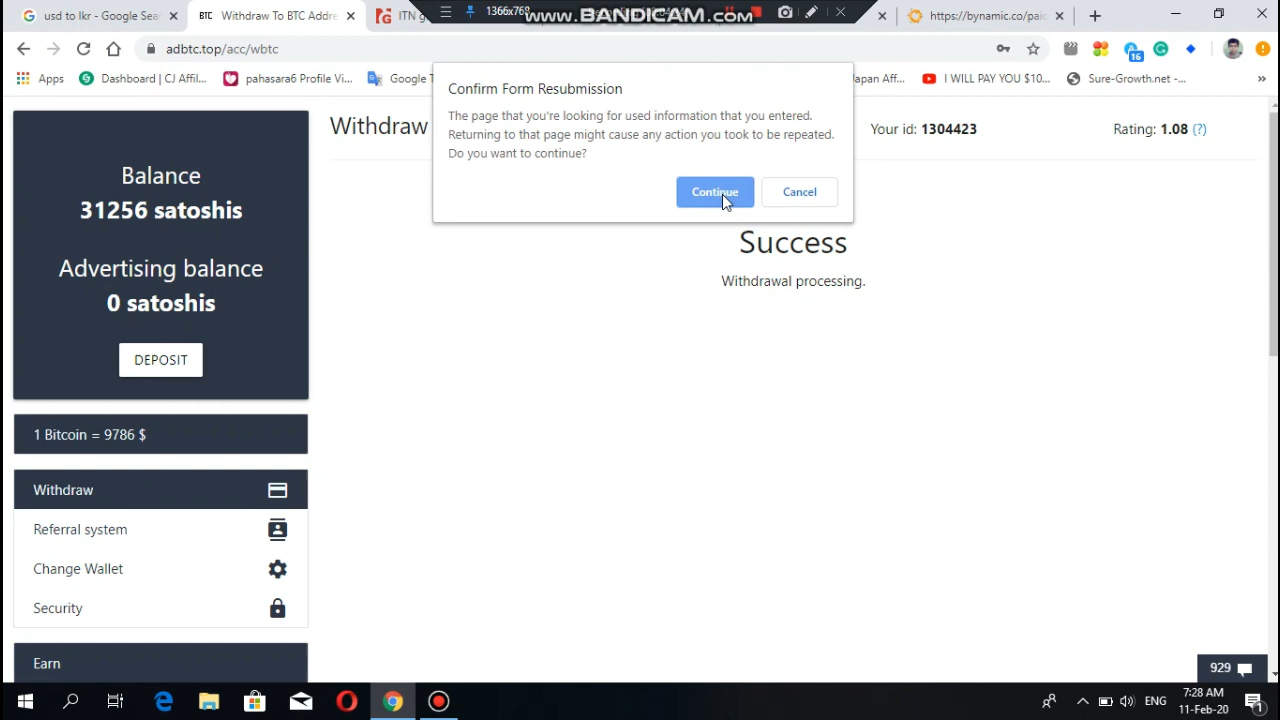 usd to lkr - Google Sea
Withdraw To BTC Addre
ITN g
1366x768
www.BANDICAM.com
https://bynamic.co/paic
adbtc.top/acc/wbtc
16
Apps
Dashboard | CJ Affil...
pahasara6 Profile Vi...
Google T
Japan Aff...
I WILL PAY YOU $10...
Sure-Growth.net -...
»
Confirm Form Resubmission
The page that you're looking for used information that you entered.
Returning to that page might cause any action you took to be repeated.
Do you want to continue?
Continue
Cancel
Withdraw
Your id: 1304423
Rating: 1.08 (?)
Success
Withdrawal processing.
Balance
31256 satoshis
Advertising balance
0 satoshis
DEPOSIT
1 Bitcoin = 9786 $
Withdraw
Referral system
Change Wallet
Security
Earn
929
ENG
7:28 AM
11-Feb-20
1